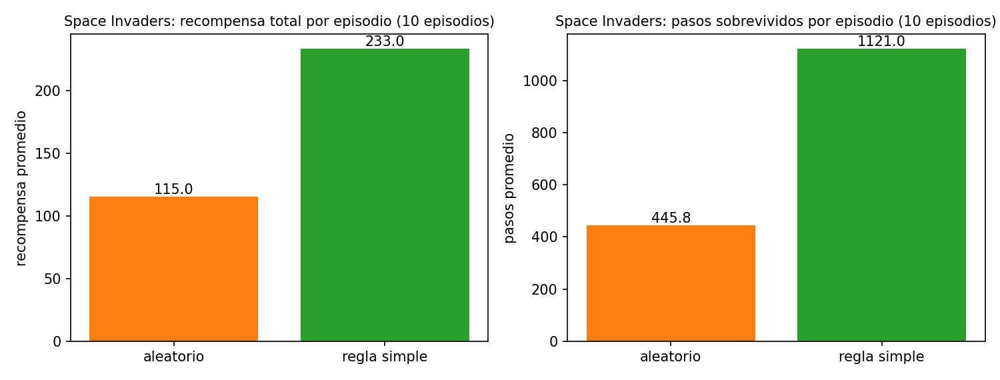 Space Invaders: recompensa total por episodio (10 episodios)
recompensa promedio
200
150
100
50
0
115.0
233.0
aleatorio
regla simple
Space Invaders: pasos sobrevividos por episodio (10 episodios)
pasos promedio
1000
800
600
400
200
0
445.8
1121.0
aleatorio
regla simple